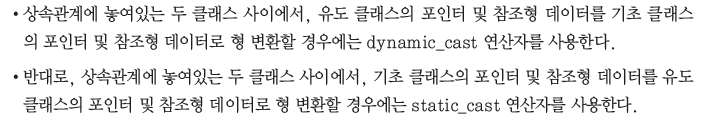 • 상속관계에 놓여있는 두 클래스 사이에서, 유도 클래스의 포인터 및 참조형 데이터를 기초 클래스
의 포인터 및 참조형 데이터로 형 변환할 경우에는 dynamic_cast 연산자를 사용한다.
• 반대로, 상속관계에 놓여있는 두 클래스 사이에서, 기초 클래스의 포인터 및 참조형 데이터를 유도
클래스의 포인터 및 참조형 데이터로 형 변환할 경우에는 static_cast 연산자를 사용한다.